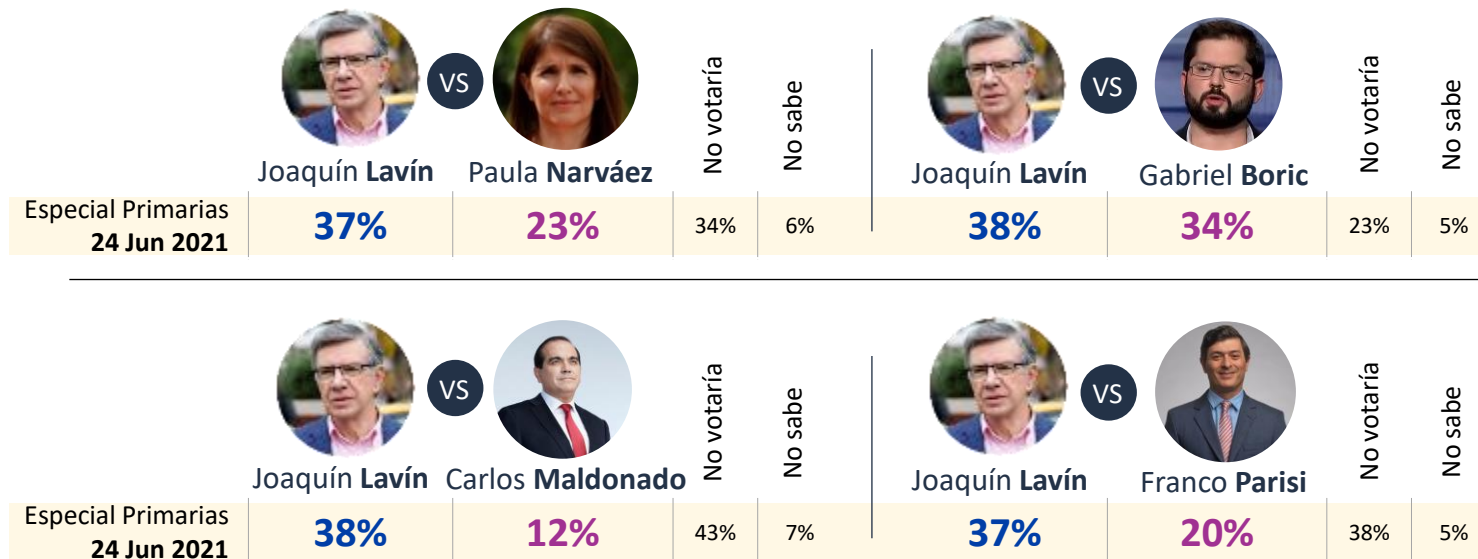 VS
No votaría
No sabe
VS
No votaría
No sabe
Joaquín Lavín
Paula Narváez
Joaquín Lavín
Gabriel Boric
Especial Primarias
24 Jun 2021
37%
23%
34%
6%
38%
34%
23%
5%
VS
No votaría
No sabe
VS
No votaría
No sabe
Joaquín Lavín
Carlos Maldonado
Joaquín Lavín
Franco Parisi
Especial Primarias
24 Jun 2021
38%
12%
43%
7%
37%
20%
38%
5%